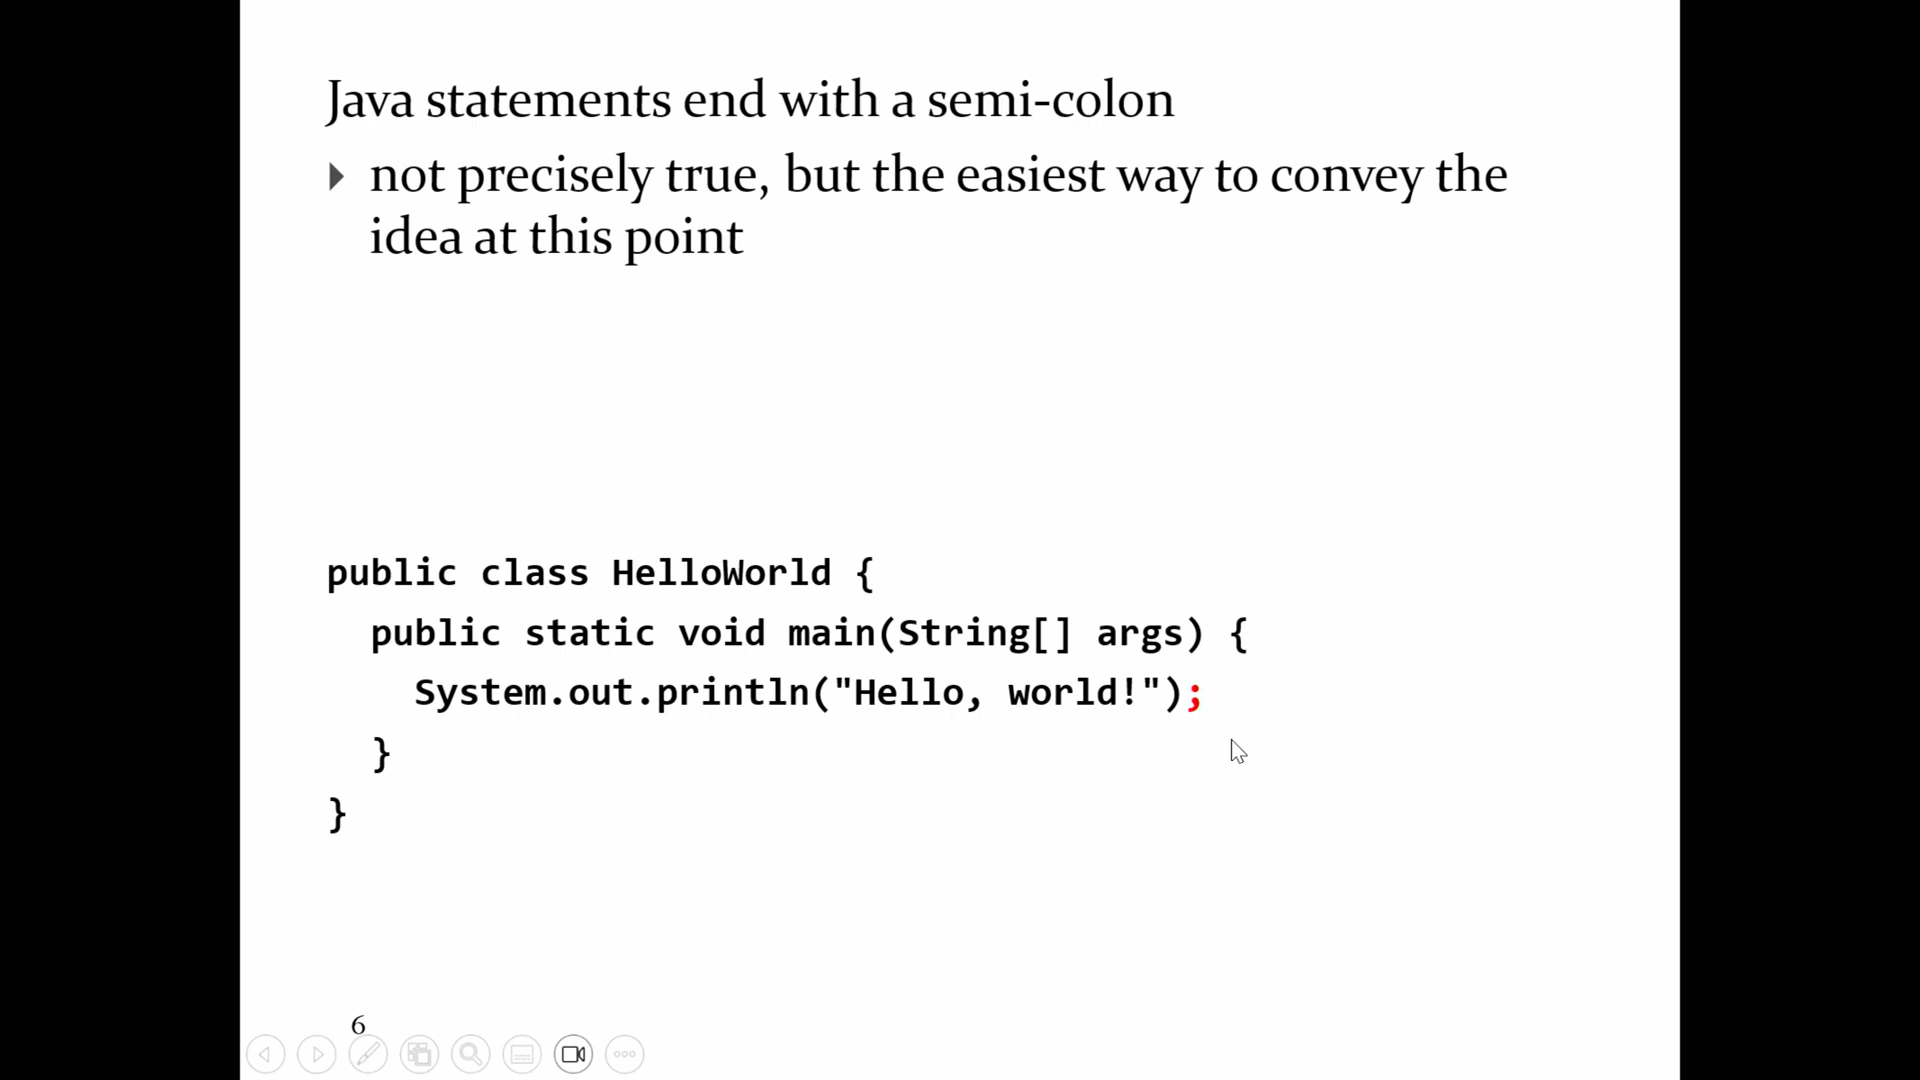 Java statements end with a semi-colon
not precisely true, but the easiest way to convey the
idea at this point
public class HelloWorld {
  public static void main(String[] args) {
    System.out.println("Hello, world!");
  }
}
6